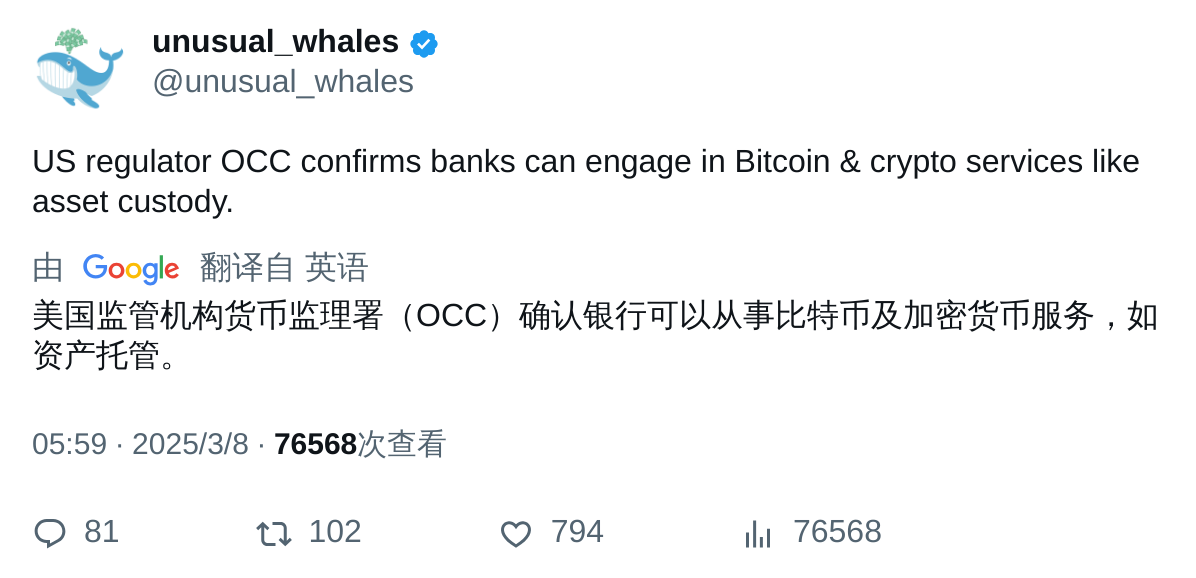 unusual_whales
@unusual_whales
US regulator OCC confirms banks can engage in Bitcoin & crypto services like
asset custody.
由 Google 翻译自 英语
美国监管机构货币监理署（OCC）确认银行可以从事比特币及加密货币服务，如
资产托管。
05:59 · 2025/3/8 · 76568次查看
81 102 794 76568